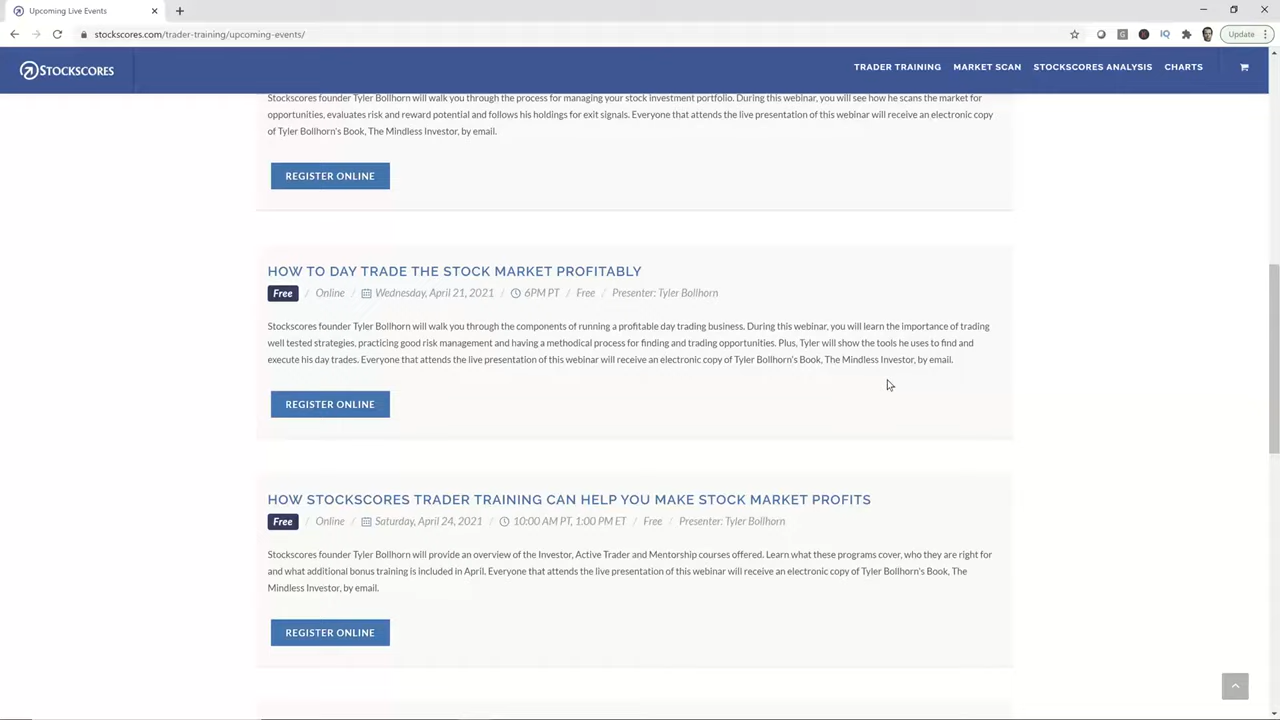 Upcoming Live Events
stockscores.com/trader-training/upcoming-events/
Update
STOCKSCORES
TRADER TRAINING
MARKET SCAN
STOCKSCORES ANALYSIS
CHARTS
Stockscores founder Tyler Bollhorn will walk you through the process for managing your stock investment portfolio. During this webinar, you will see how he scans the market for
opportunities, evaluates risk and reward potential and follows his holdings for exit signals. Everyone that attends the live presentation of this webinar will receive an electronic copy
of Tyler Bollhorn's Book, The Mindless Investor, by email.
REGISTER ONLINE
HOW TO DAY TRADE THE STOCK MARKET PROFITABLY
Free / Online / Wednesday, April 21, 2021 / 6PM PT / Free / Presenter: Tyler Bollhorn
Stockscores founder Tyler Bollhorn will walk you through the components of running a profitable day trading business. During this webinar, you will learn the importance of trading
well tested strategies, practicing good risk management and having a methodical process for finding and trading opportunities. Plus, Tyler will show the tools he uses to find and
execute his day trades. Everyone that attends the live presentation of this webinar will receive an electronic copy of Tyler Bollhorn's Book, The Mindless Investor, by email.
REGISTER ONLINE
HOW STOCKSCORES TRADER TRAINING CAN HELP YOU MAKE STOCK MARKET PROFITS
Free / Online / Saturday, April 24, 2021 / 10:00 AM PT, 1:00 PM ET / Free / Presenter: Tyler Bollhorn
Stockscores founder Tyler Bollhorn will provide an overview of the Investor, Active Trader and Mentorship courses offered. Learn what these programs cover, who they are right for
and what additional bonus training is included in April. Everyone that attends the live presentation of this webinar will receive an electronic copy of Tyler Bollhorn's Book, The
Mindless Investor, by email.
REGISTER ONLINE